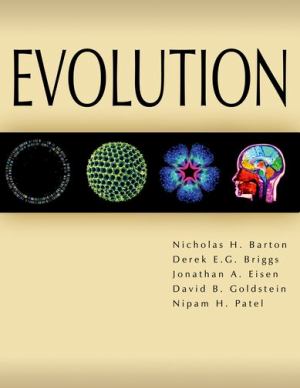 EVOLUTION
Nicholas H. Barton
Derek E.G. Briggs
Jonathan A. Eisen
David B. Goldstein
Nipam H. Patel